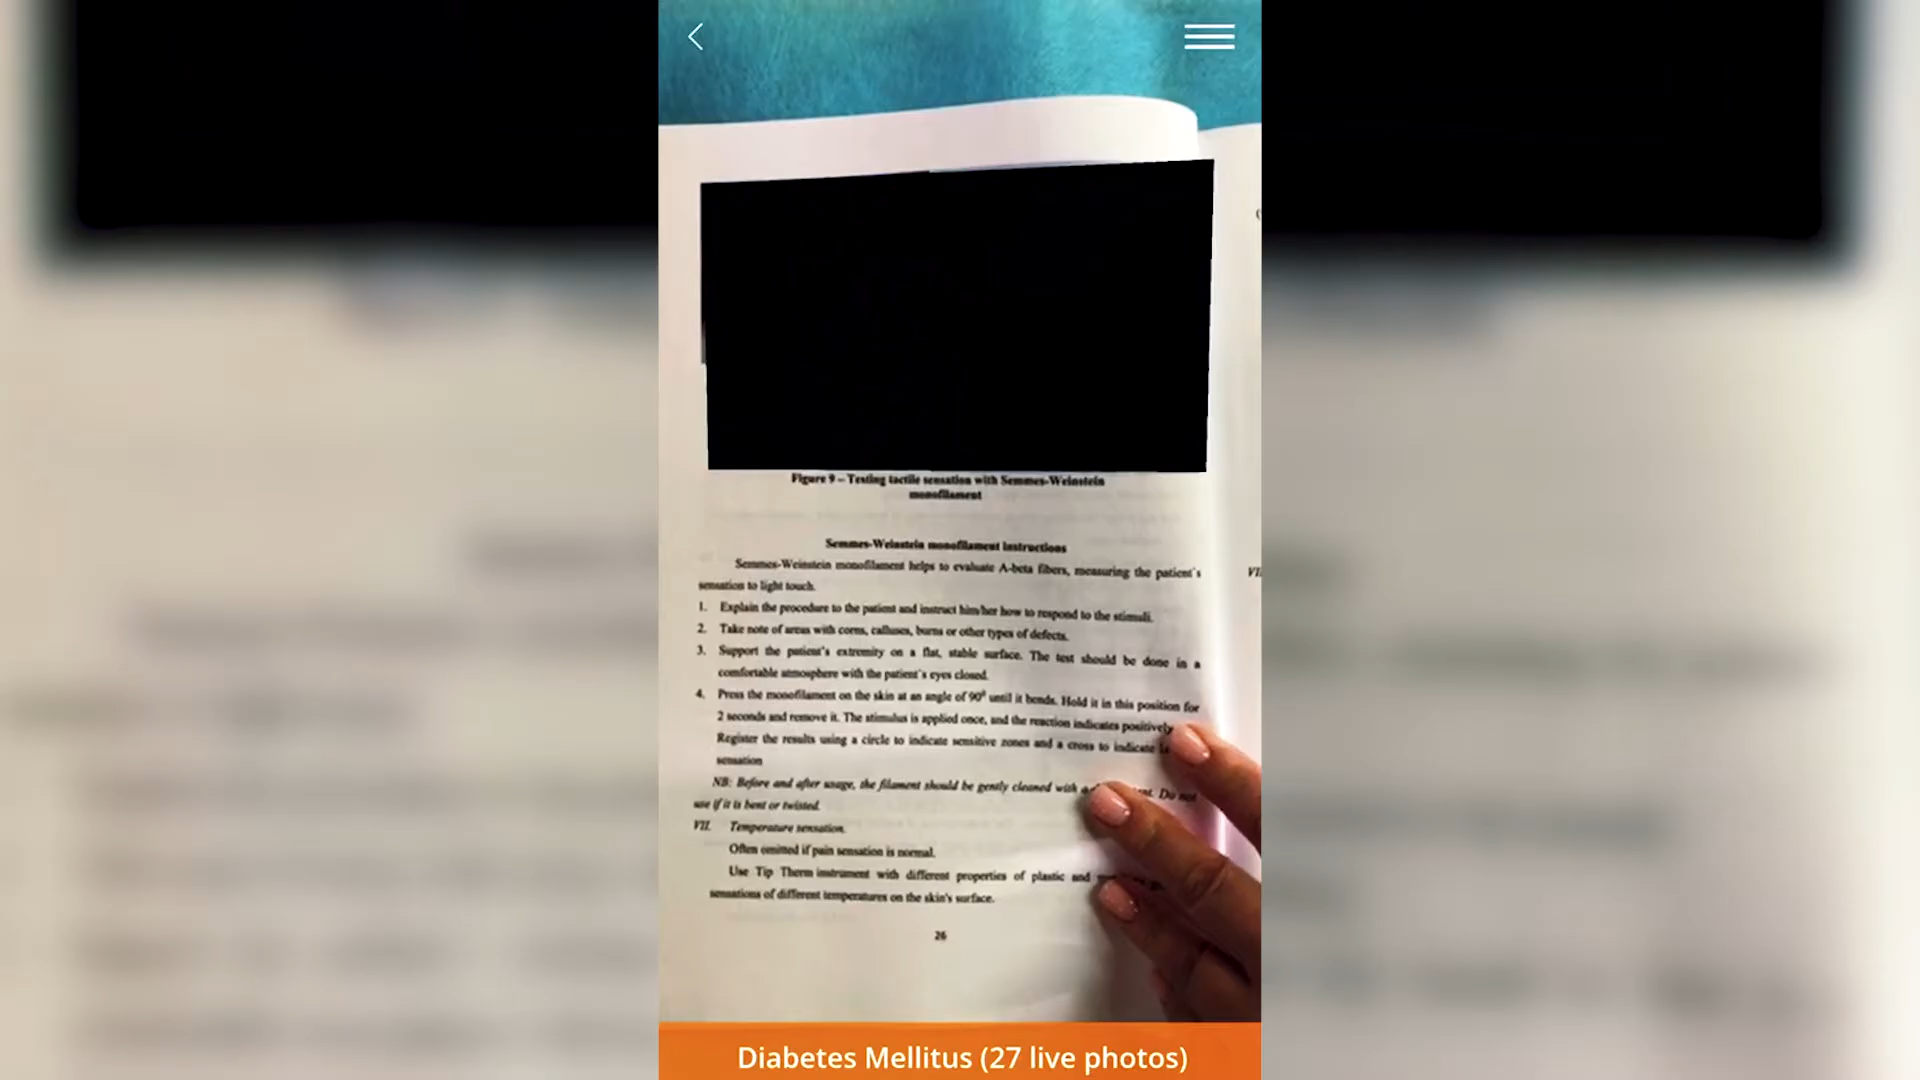 Figure 9 – Testing tactile sensation with Semmes-Weinstein
monofilament
Semmes-Weinstein monofilament instructions
Semmes-Weinstein monofilament helps to evaluate A-beta fibers, measuring the patient's
sensation to light touch.
1. Explain the procedure to the patient and instruct him/her how to respond to the stimuli.
2. Take note of areas with corns, calluses, burns or other types of defects.
3. Support the patient's extremity on a flat, stable surface. The test should be done in a
comfortable atmosphere with the patient's eyes closed.
4. Press the monofilament on the skin at an angle of 90⁰ until it bends. Hold it in this position for
2 seconds and remove it. The stimulus is applied once, and the reaction indicates positively
Register the results using a circle to indicate sensitive zones and a cross to indicate
sensation
NB: Before and after usage, the filament should be gently cleaned with a Do not
use if it is bent or twisted.
VII. Temperature sensation.
Often omitted if pain sensation is normal.
Use Tip Therm instrument with different properties of plastic and
sensations of different temperatures on the skin's surface.
26
Diabetes Mellitus (27 live photos)